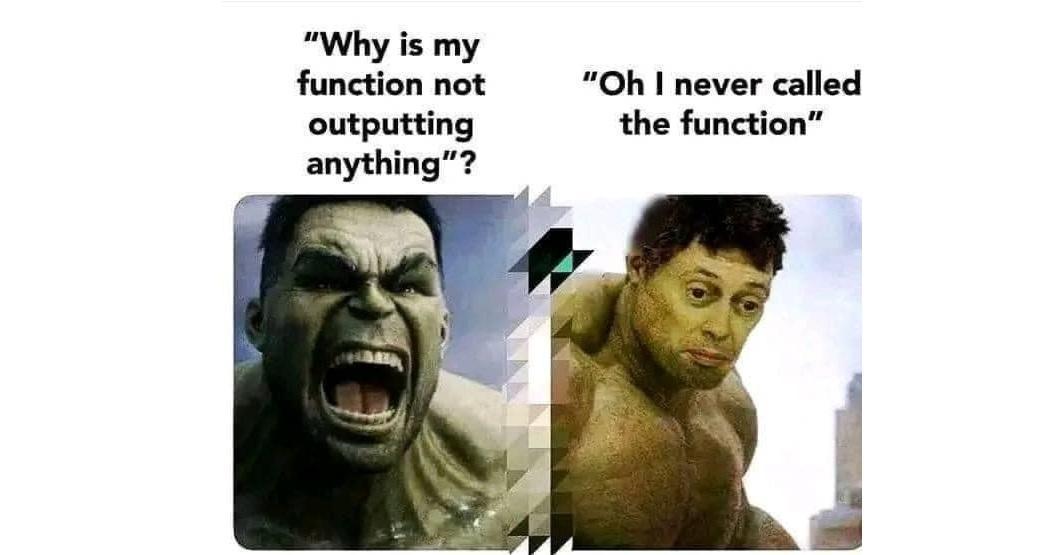 "Why is my
function not
outputting
anything"?
"Oh I never called
the function"